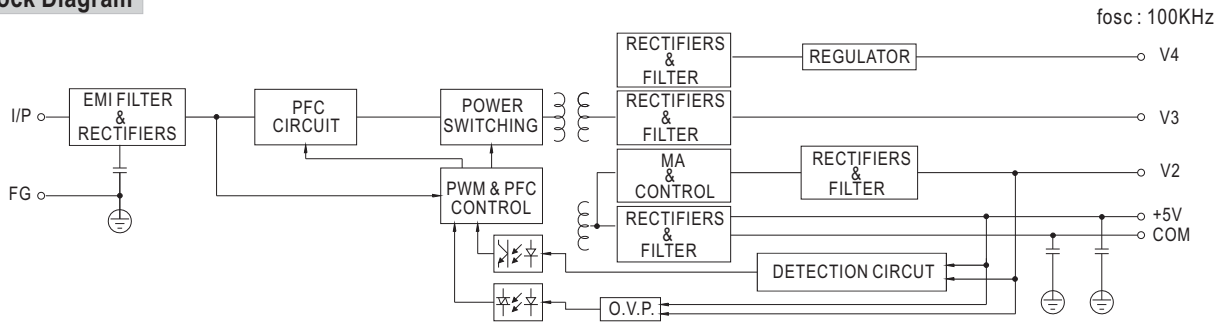 ock Diagram
fosc : 100KHz
RECTIFIERS
&
FILTER
REGULATOR
V4
I/P
EMI FILTER
&
RECTIFIERS
PFC
CIRCUIT
POWER
SWITCHING
RECTIFIERS
&
FILTER
V3
MA
&
CONTROL
RECTIFIERS
&
FILTER
V2
FG
PWM & PFC
CONTROL
RECTIFIERS
&
FILTER
+5V
COM
DETECTION CIRCUT
O.V.P.